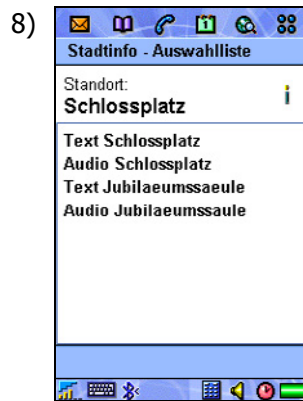 8)
Stadtinfo - Auswahlliste
Standort:
Schlossplatz
i
Text Schlossplatz
Audio Schlossplatz
Text Jubilaeumssaeule
Audio Jubilaeumssaule